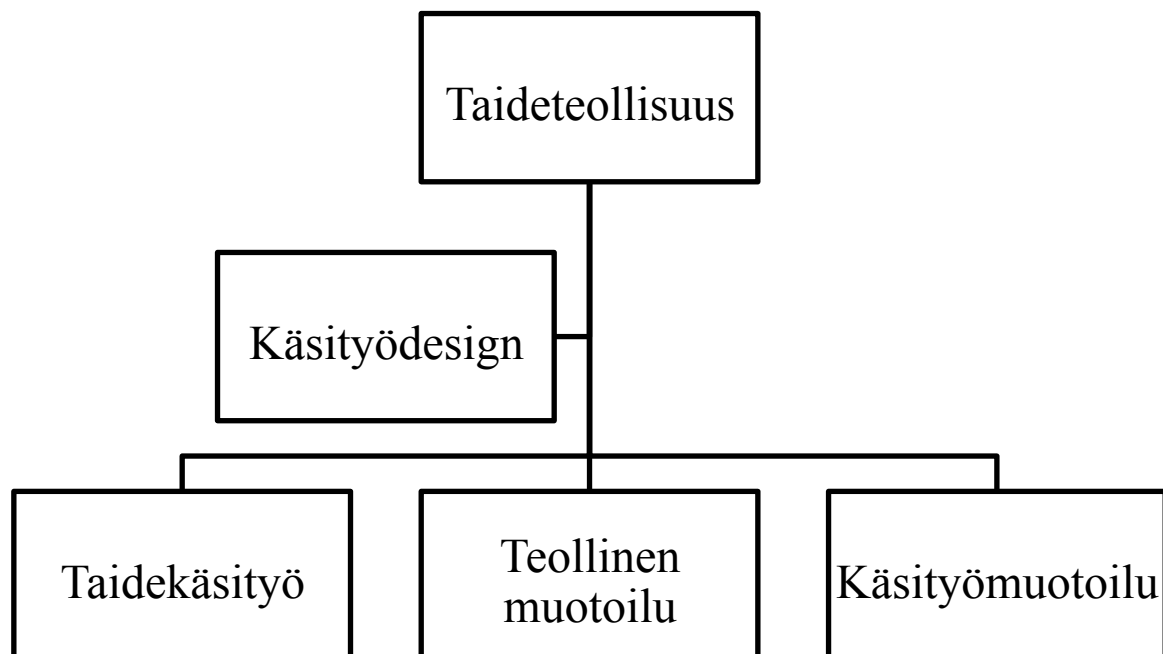 Taideteollisuus
Käsityödesign
Taidekäsityö
Teollinen
muotoilu
Käsityömuotoilu